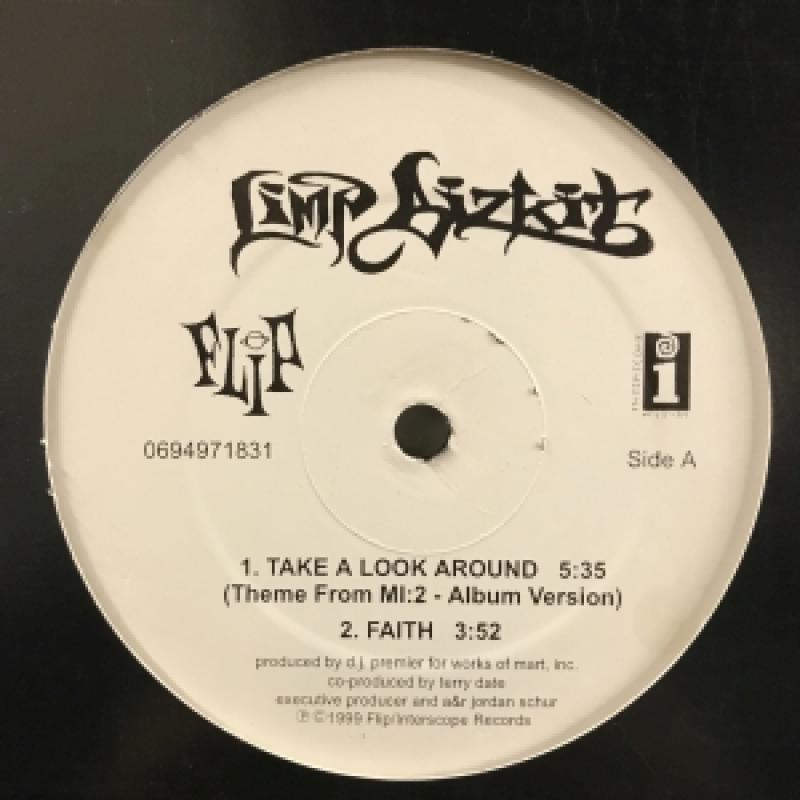 Limp Bizkit
FLIP
INTERSCOPE
i
0694971831
Side A
1. TAKE A LOOK AROUND 5:35
(Theme From MI:2 - Album Version)
2. FAITH 3:52
produced by d.j. premier for works of mart, inc.
co-produced by terry date
executive producer and a&r jordan schur
℗ ©1999 Flip/Interscope Records